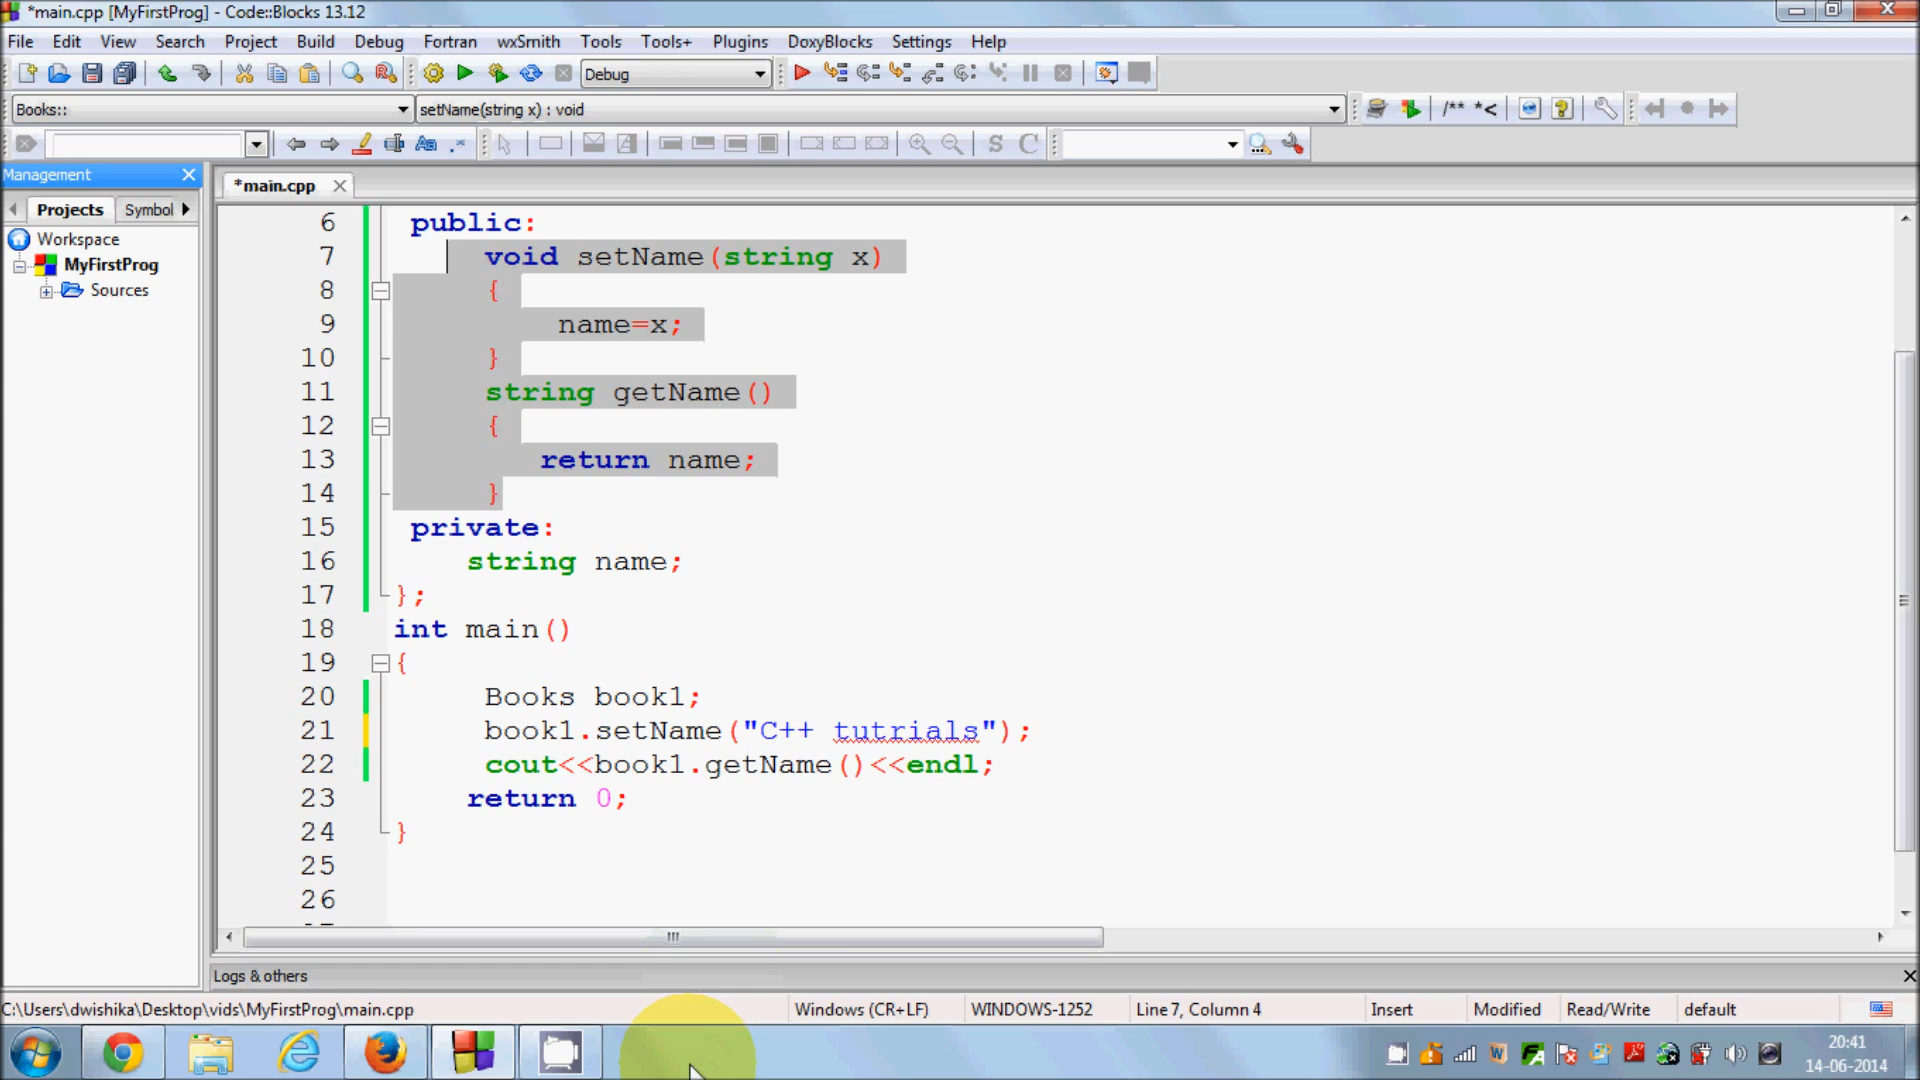 *main.cpp [MyFirstProg] - Code::Blocks 13.12
File Edit View Search Project Build Debug Fortran wxSmith Tools Tools+ Plugins DoxyBlocks Settings Help
Debug
Books:: setName(string x) : void /** *<
S C
Management
*main.cpp
Projects Symbol
Workspace
MyFirstProg
Sources
6 public:
7 void setName(string x)
8 {
9 name=x;
10 }
11 string getName()
12 {
13 return name;
14 }
15 private:
16 string name;
17 };
18 int main()
19 {
20 Books book1;
21 book1.setName("C++ tutrials");
22 cout<<book1.getName()<<endl;
23 return 0;
24 }
25
26
Logs & others
C:\Users\dwishika\Desktop\vids\MyFirstProg\main.cpp Windows (CR+LF) WINDOWS-1252 Line 7, Column 4 Insert Modified Read/Write default
20:41
14-06-2014